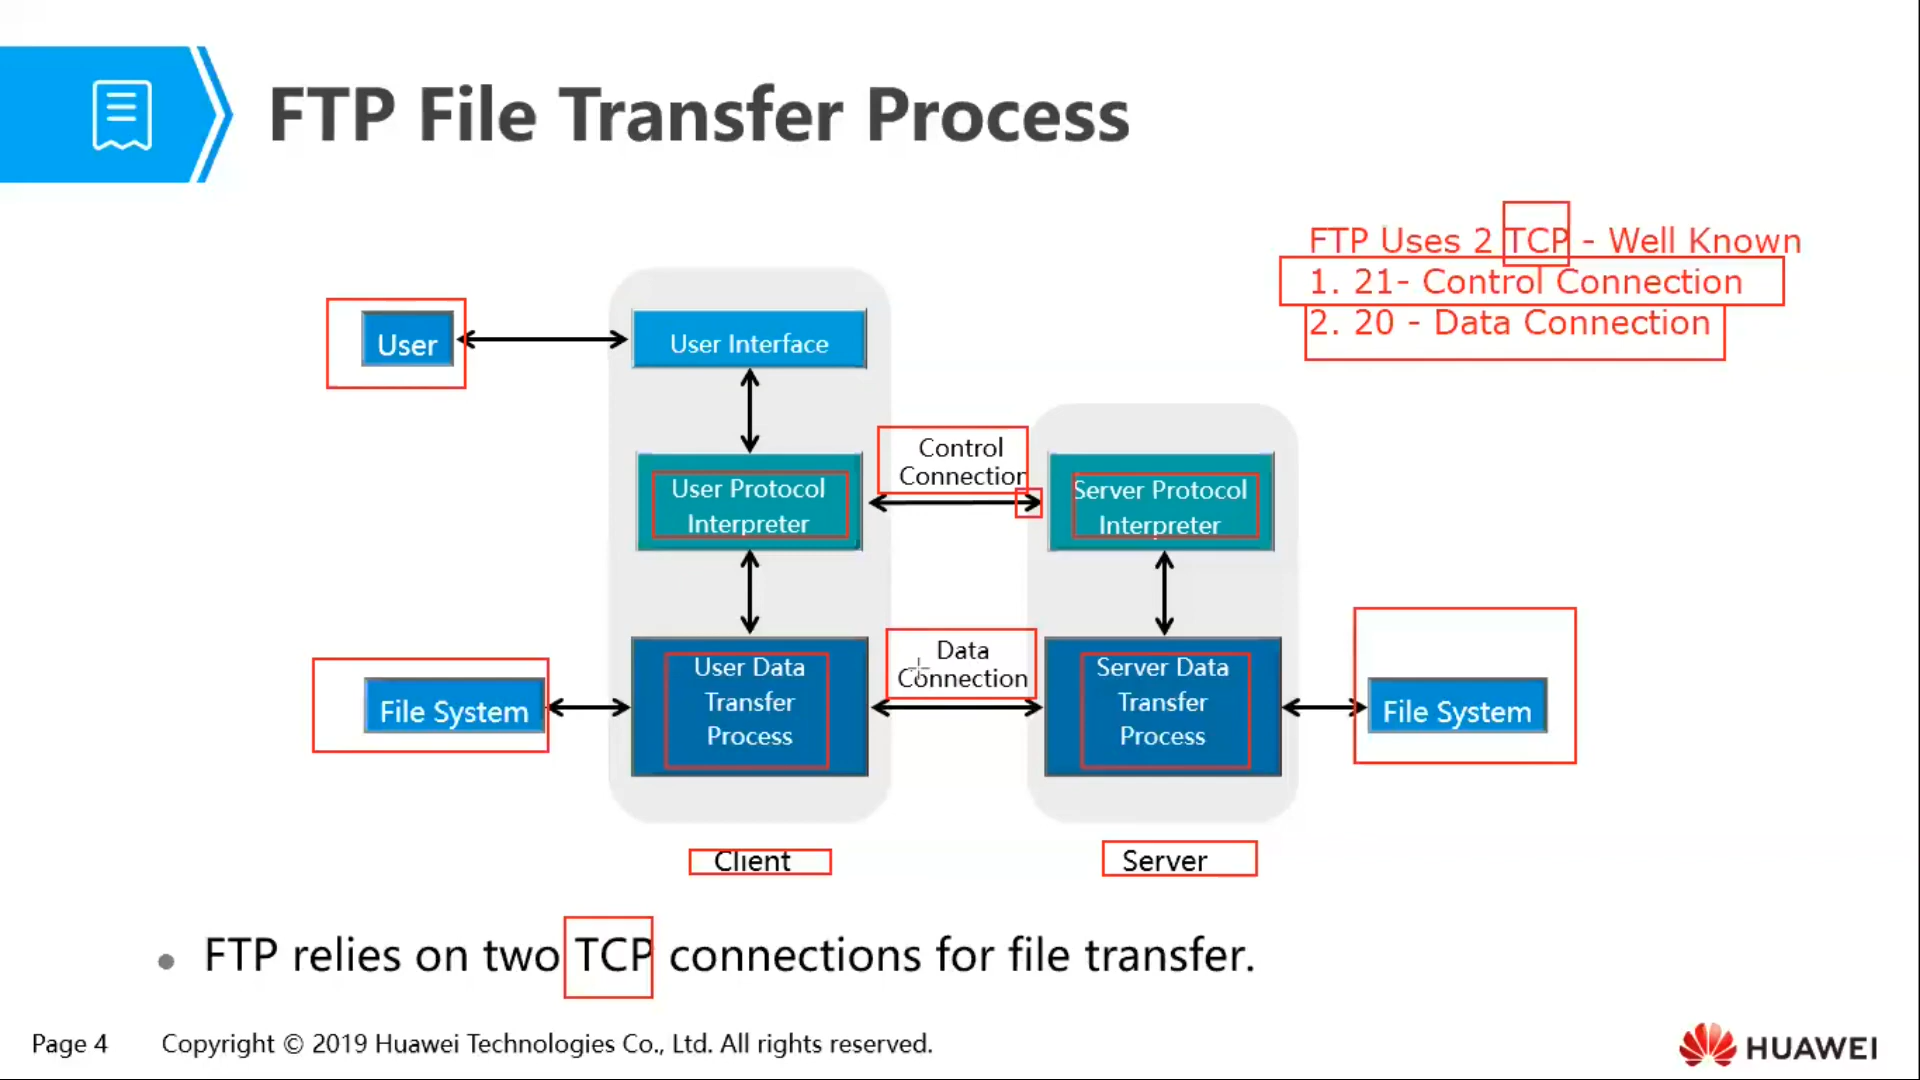 FTP File Transfer Process
FTP Uses 2 TCP - Well Known
1. 21- Control Connection
2. 20 - Data Connection
User
User Interface
Control
Connection
User Protocol
Interpreter
Server Protocol
Interpreter
Data
Connection
File System
User Data
Transfer
Process
Server Data
Transfer
Process
File System
Client
Server
• FTP relies on two TCP connections for file transfer.
Page 4
Copyright © 2019 Huawei Technologies Co., Ltd. All rights reserved.
HUAWEI